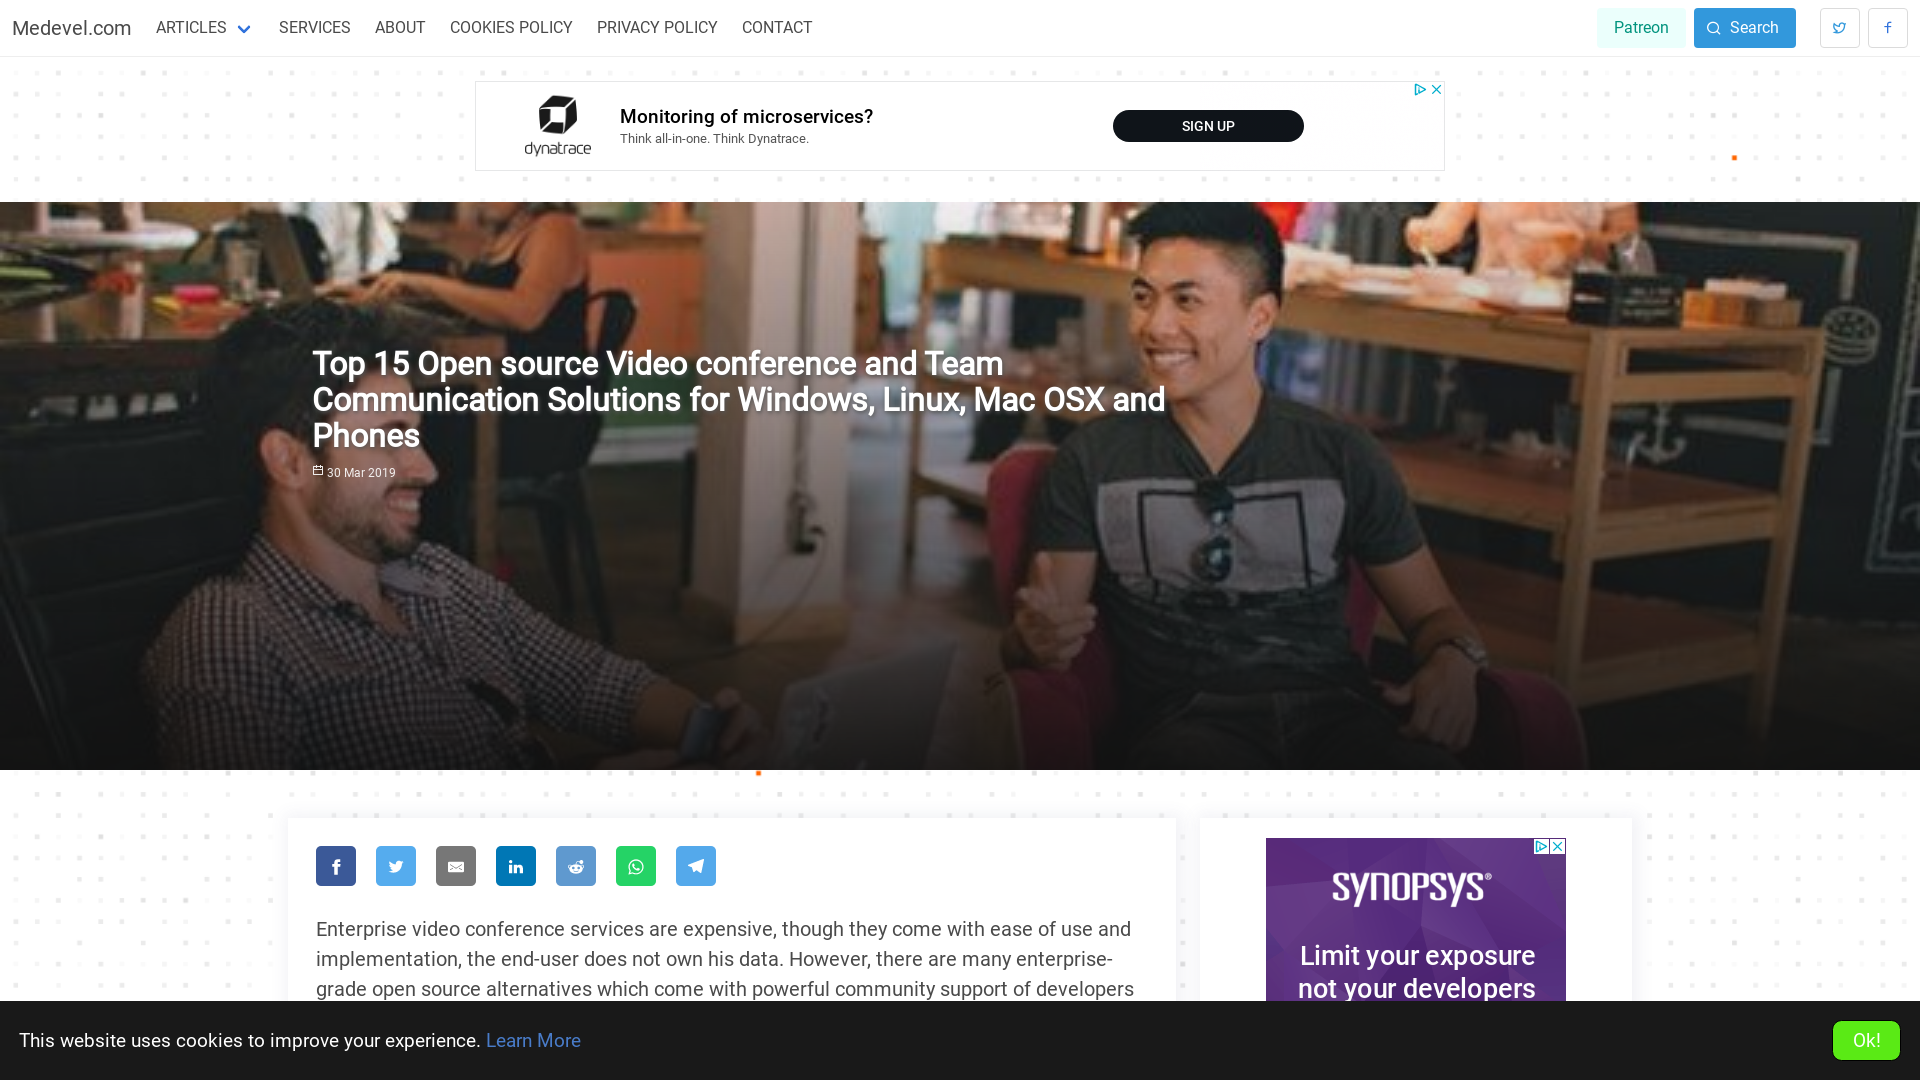 Medevel.com
ARTICLES
SERVICES
ABOUT
COOKIES POLICY
PRIVACY POLICY
CONTACT
Patreon
Search
dynatrace
Monitoring of microservices?
Think all-in-one. Think Dynatrace.
SIGN UP
Top 15 Open source Video conference and Team
Communication Solutions for Windows, Linux, Mac OSX and
Phones
30 Mar 2019
Enterprise video conference services are expensive, though they come with ease of use and
implementation, the end-user does not own his data. However, there are many enterprise-
grade open source alternatives which come with powerful community support of developers
SYNOPSYS®
Limit your exposure
not your developers
This website uses cookies to improve your experience. Learn More
Ok!